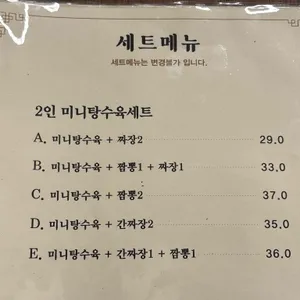 세트메뉴
세트메뉴는 변경불가 입니다.
2인 미니탕수육세트
A. 미니탕수육 + 짜장2 29.0
B. 미니탕수육 + 짬뽕1 + 짜장1 33.0
C. 미니탕수육 + 짬뽕2 37.0
D. 미니탕수육 + 간짜장2 35.0
E. 미니탕수육 + 간짜장1 + 짬뽕1 36.0